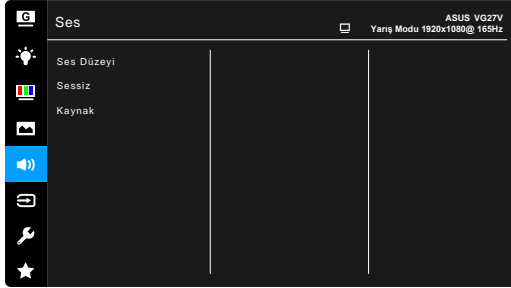 G
Ses
ASUS VG27V
Yarış Modu 1920x1080@ 165Hz
Ses Düzeyi
Sessiz
Kaynak